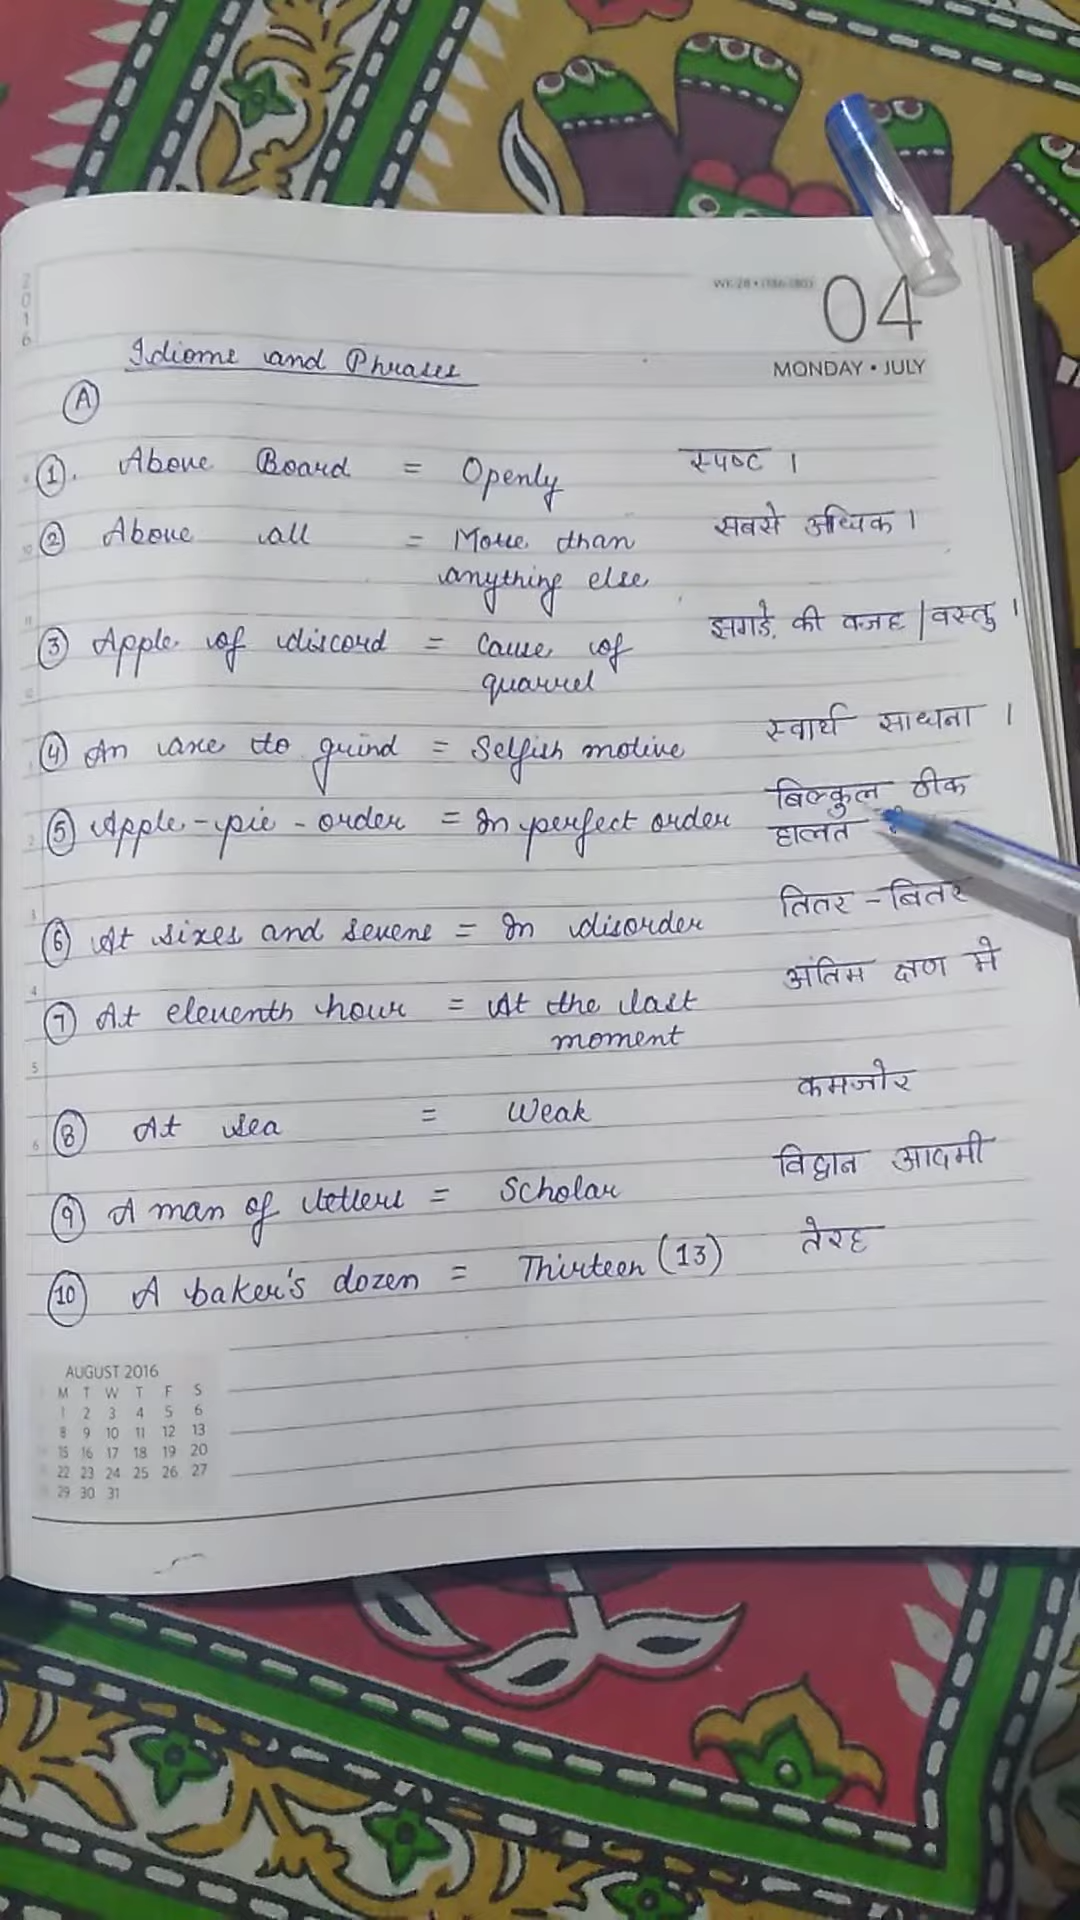 2016
04
MONDAY • JULY
Idioms and Phrases
A
1. Above Board = Openly स्पष्ट ।
2 Above all = More than सबसे अधिक ।
anything else
3 Apple of discord = Cause of झगड़े की वजह / वस्तु ।
quarrel
4 An axe to grind = Selfish motive स्वार्थ साधना ।
5 Apple-pie-order = In perfect order बिल्कुल ठीक
हालत
6 At sixes and sevens = In disorder तितर-बितर
7 At eleventh hour = At the last अंतिम क्षण मे
moment
8 At sea = Weak कमजोर
9 A man of letters = Scholar विद्वान आदमी
10 A baker's dozen = Thirteen (13) तेरह
AUGUST 2016
M T W T F S
1 2 3 4 5 6
8 9 10 11 12 13
15 16 17 18 19 20
22 23 24 25 26 27
29 30 31